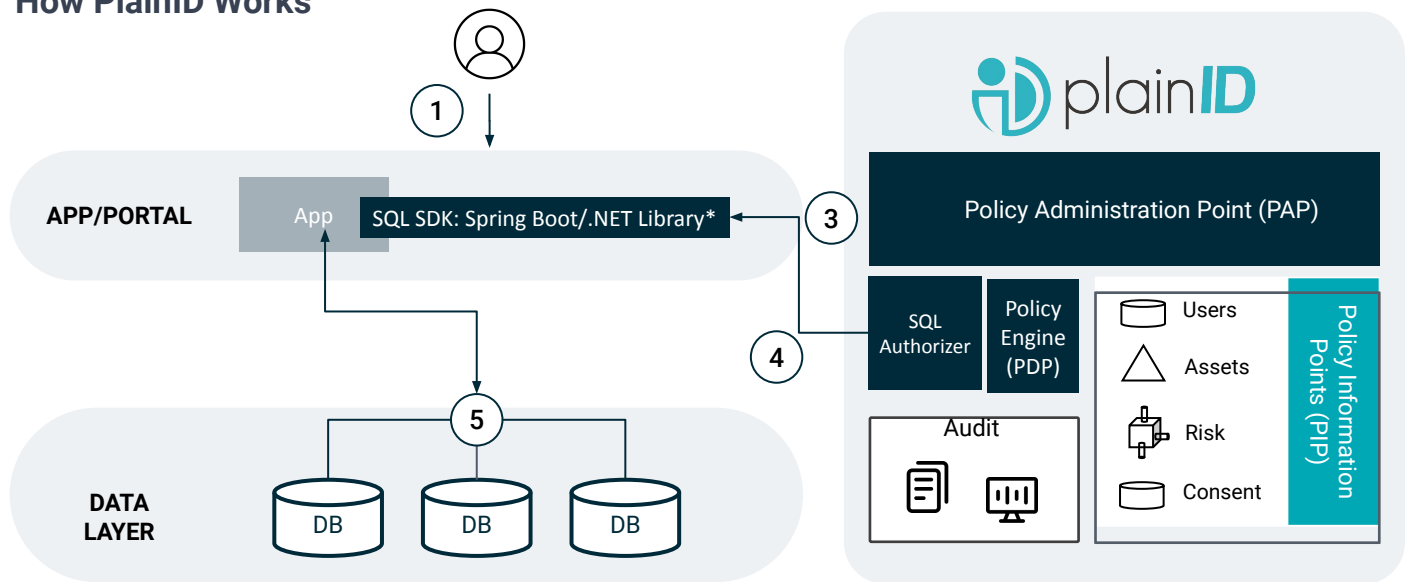 How PlainID Works
1
plainID
APP/PORTAL
App
SQL SDK: Spring Boot/.NET Library*
3
Policy Administration Point (PAP)
SQL
Authorizer
Policy
Engine
(PDP)
Users
Assets
Risk
Consent
Policy Information
Points (PIP)
4
Audit
5
DATA
LAYER
DB
DB
DB